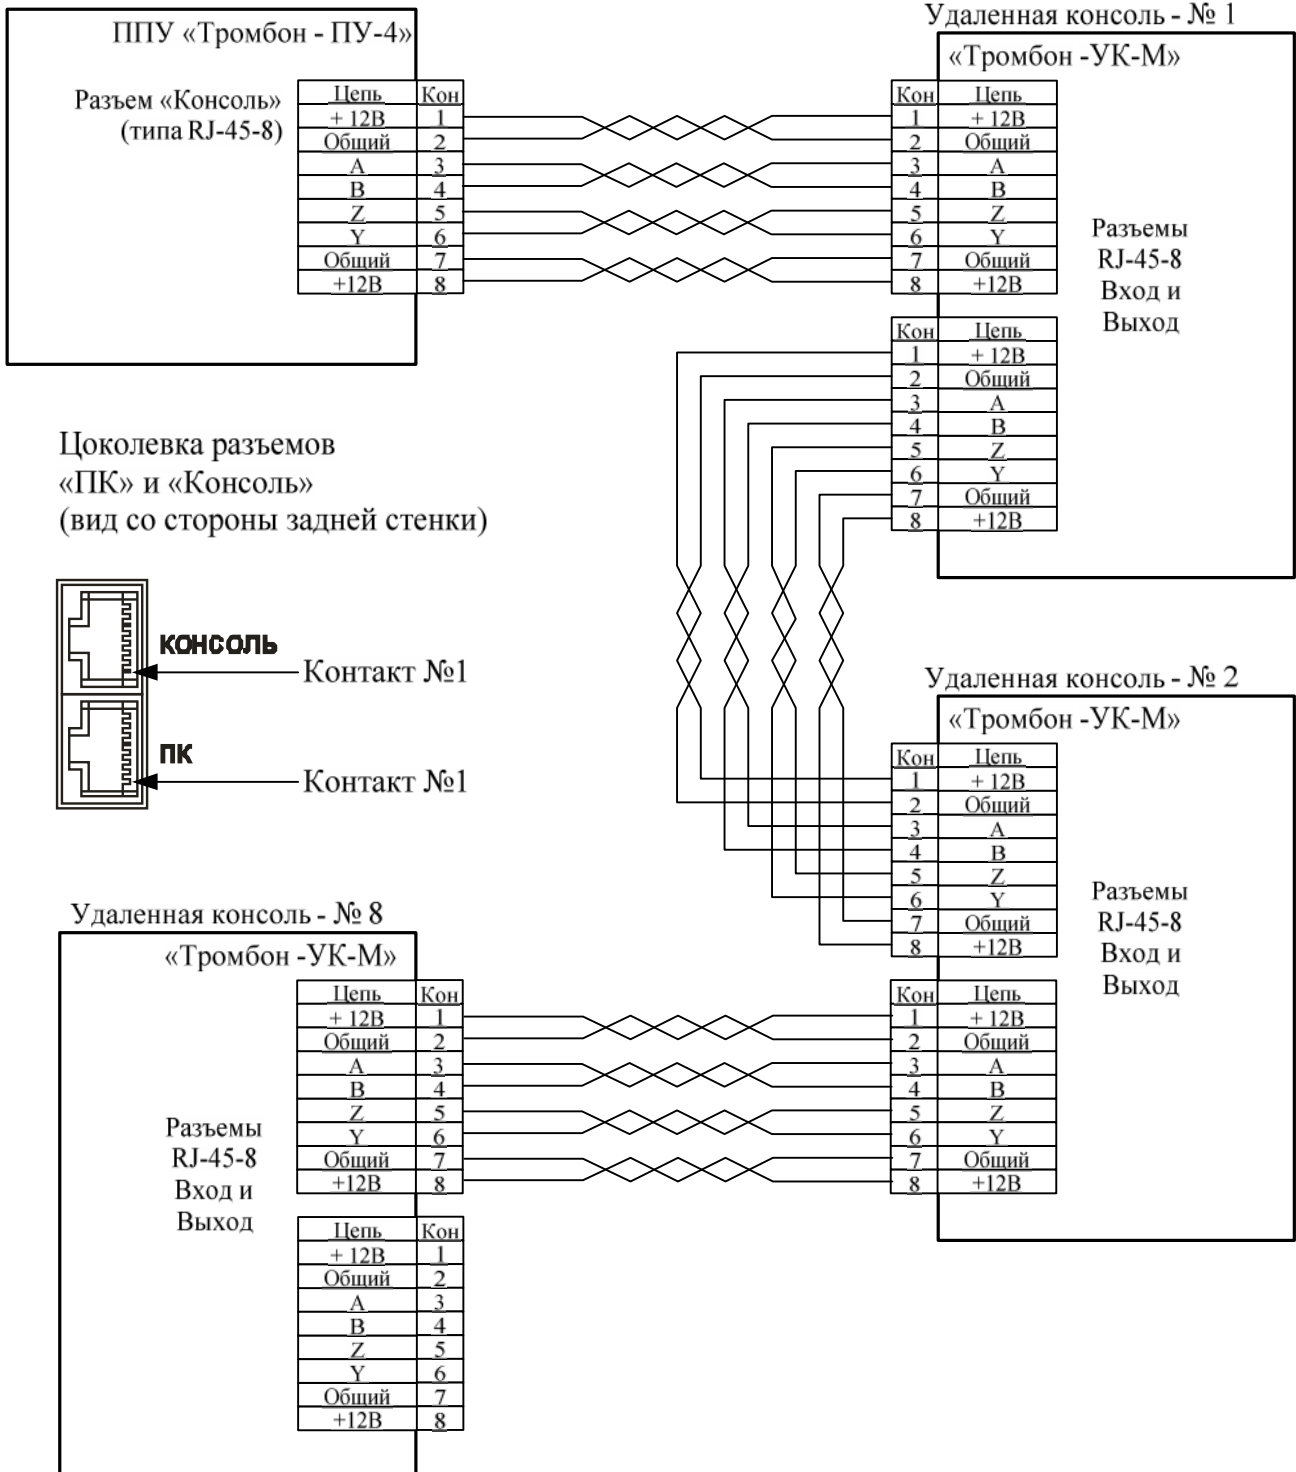 ППУ «Тромбон - ПУ-4»
Разъем «Консоль»
(типа RJ-45-8)
Цепь Кон
+ 12В 1
Общий 2
А 3
В 4
Z 5
Y 6
Общий 7
+12В 8
Удаленная консоль - № 1
«Тромбон -УК-М»
Кон Цепь
1 + 12В
2 Общий
3 А
4 В
5 Z
6 Y
7 Общий
8 +12В
Разъемы
RJ-45-8
Вход и
Выход
Кон Цепь
1 + 12В
2 Общий
3 А
4 В
5 Z
6 Y
7 Общий
8 +12В
Цоколевка разъемов
«ПК» и «Консоль»
(вид со стороны задней стенки)
КОНСОЛЬ
Контакт №1
ПК
Контакт №1
Удаленная консоль - № 2
«Тромбон -УК-М»
Кон Цепь
1 + 12В
2 Общий
3 А
4 В
5 Z
6 Y
7 Общий
8 +12В
Разъемы
RJ-45-8
Вход и
Выход
Кон Цепь
1 + 12В
2 Общий
3 А
4 В
5 Z
6 Y
7 Общий
8 +12В
Удаленная консоль - № 8
«Тромбон -УК-М»
Цепь Кон
+ 12В 1
Общий 2
А 3
В 4
Z 5
Y 6
Общий 7
+12В 8
Разъемы
RJ-45-8
Вход и
Выход
Цепь Кон
+ 12В 1
Общий 2
А 3
В 4
Z 5
Y 6
Общий 7
+12В 8